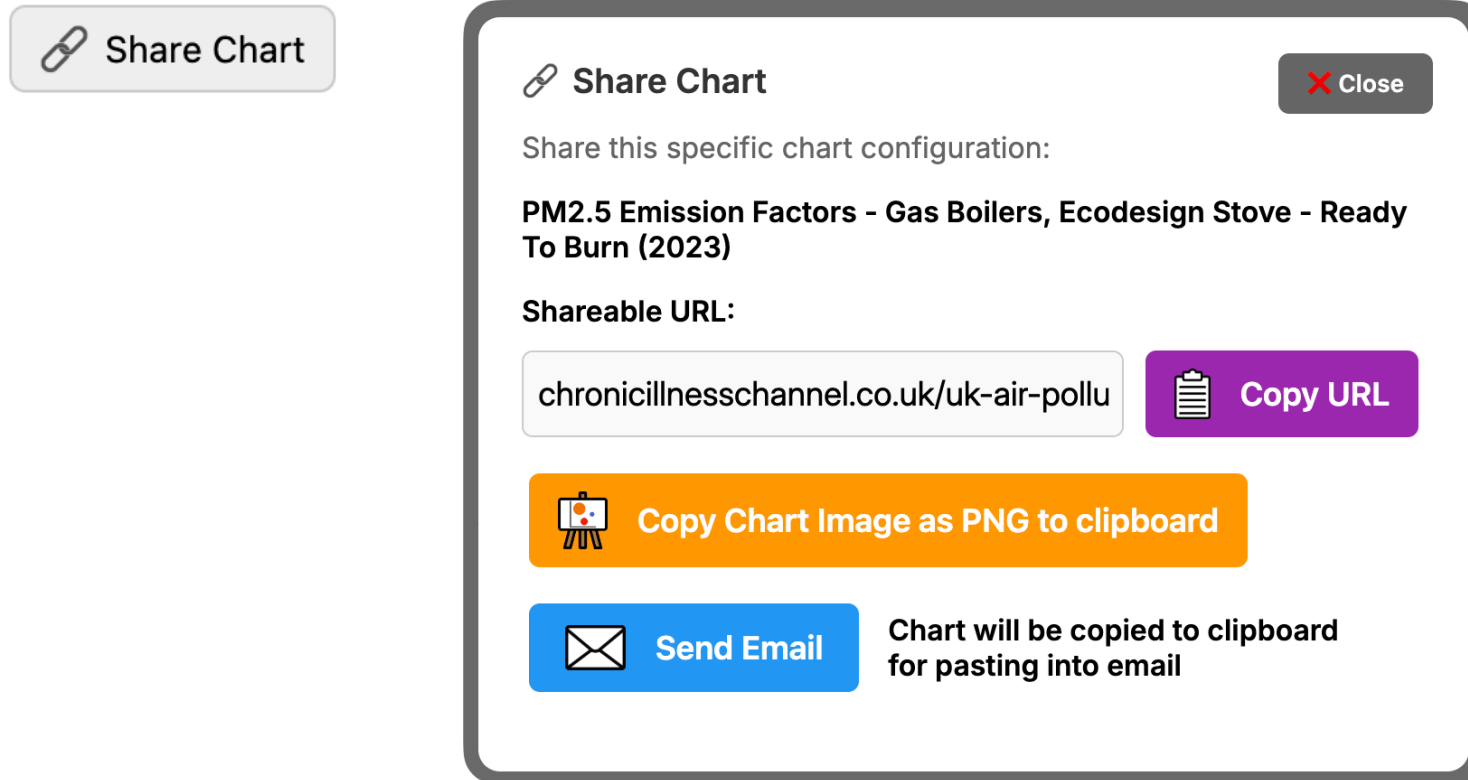 Share Chart
Share Chart
Close
Share this specific chart configuration:
PM2.5 Emission Factors - Gas Boilers, Ecodesign Stove - Ready
To Burn (2023)
Shareable URL:
chronicillnesschannel.co.uk/uk-air-pollu
Copy URL
Copy Chart Image as PNG to clipboard
Send Email
Chart will be copied to clipboard
for pasting into email